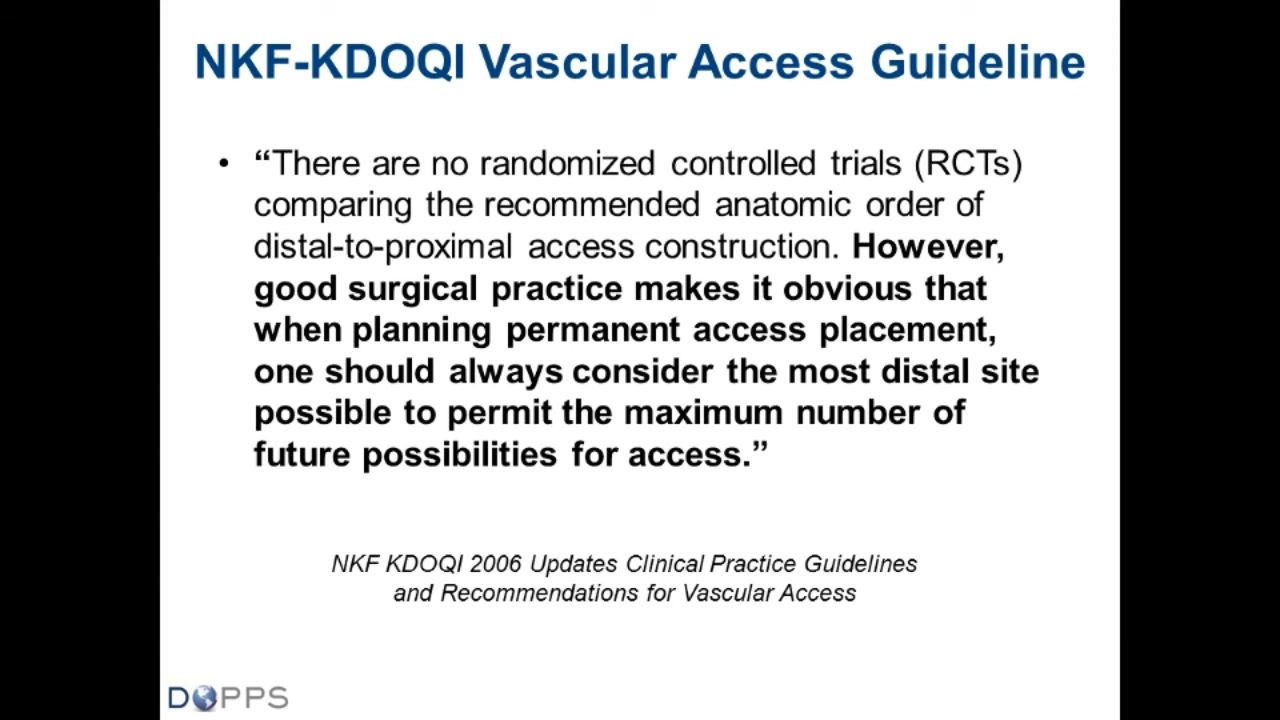 NKF-KDOQI Vascular Access Guideline
• “There are no randomized controlled trials (RCTs)
comparing the recommended anatomic order of
distal-to-proximal access construction. However,
good surgical practice makes it obvious that
when planning permanent access placement,
one should always consider the most distal site
possible to permit the maximum number of
future possibilities for access.”
NKF KDOQI 2006 Updates Clinical Practice Guidelines
and Recommendations for Vascular Access
DOPPS